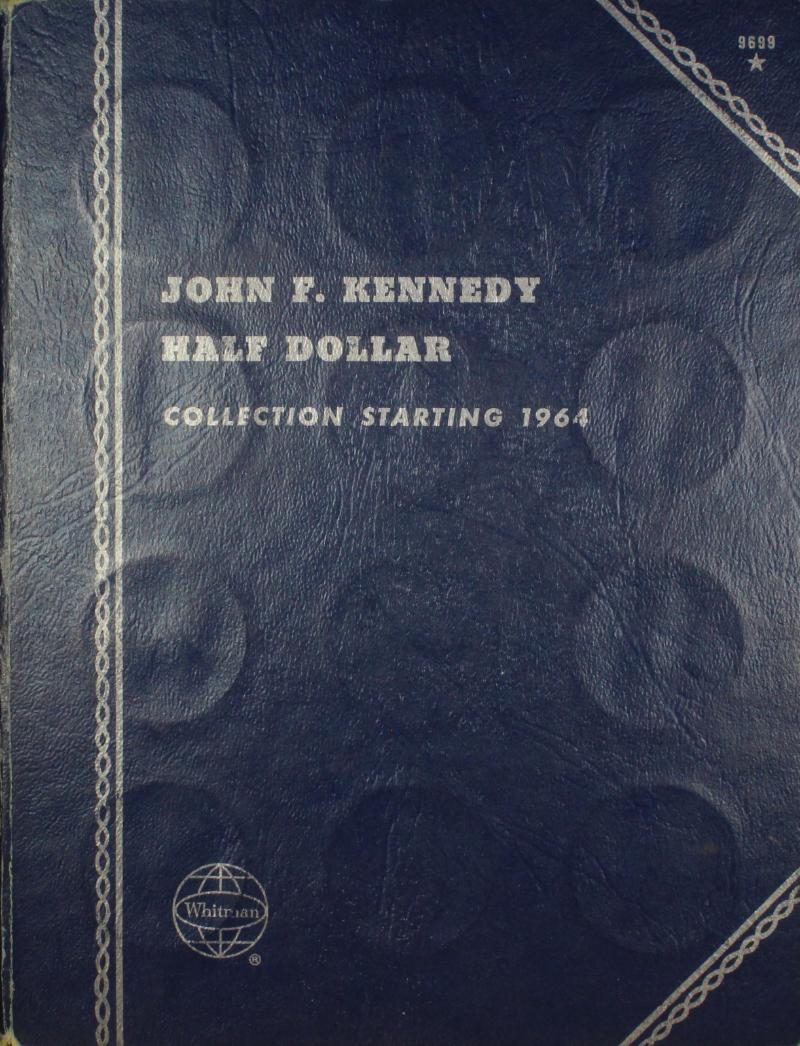 9699
JOHN F. KENNEDY
HALF DOLLAR
COLLECTION STARTING 1964
Whitman
®